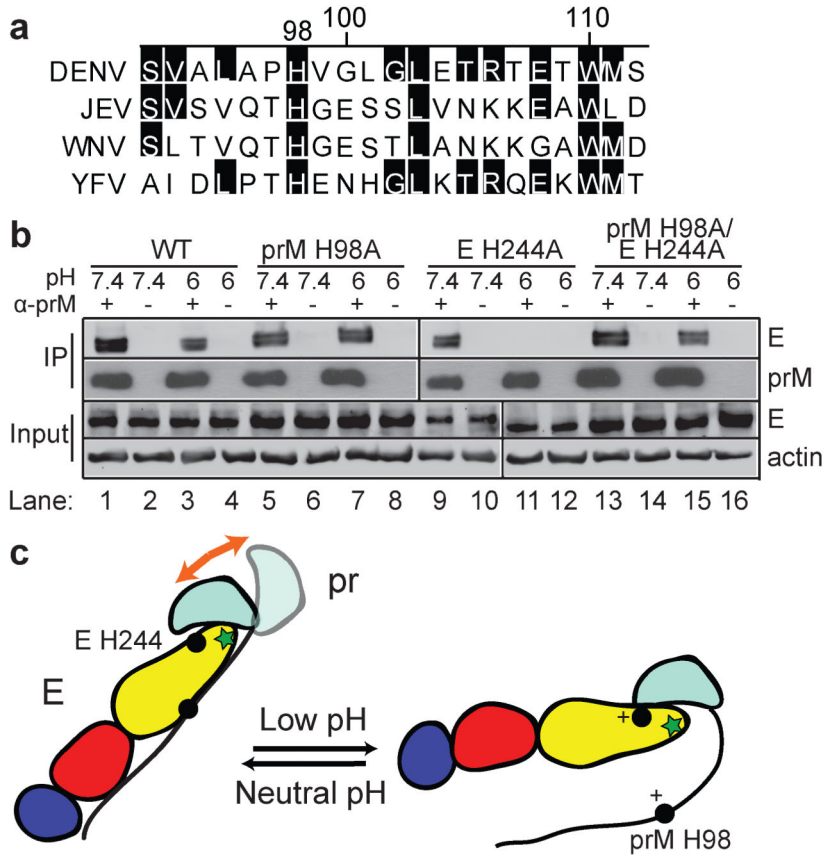 a
98 100 110
DENV S V A L A P H V G L G L E T R T E T W M S
JEV S V S V Q T H G E S S L V N K K E A W L D
WNV S L T V Q T H G E S T L A N K K G A W M D
YFV A I D L P T H E N H G L K T R Q E K W M T
b
WT prM H98A E H244A prM H98A/
E H244A
pH 7.4 7.4 6 6 7.4 7.4 6 6 7.4 7.4 6 6 7.4 7.4 6 6
α-prM + - + - + - + - + - + - + - + -
IP E
prM
Input E
actin
Lane: 1 2 3 4 5 6 7 8 9 10 11 12 13 14 15 16
c
pr
E H244
E
Low pH
Neutral pH
+
+
prM H98